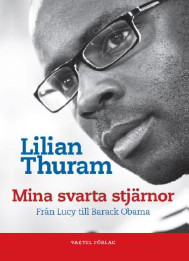 Lilian
Thuram
Mina svarta stjärnor
Från Lucy till Barack Obama
VAKTEL FÖRLAG